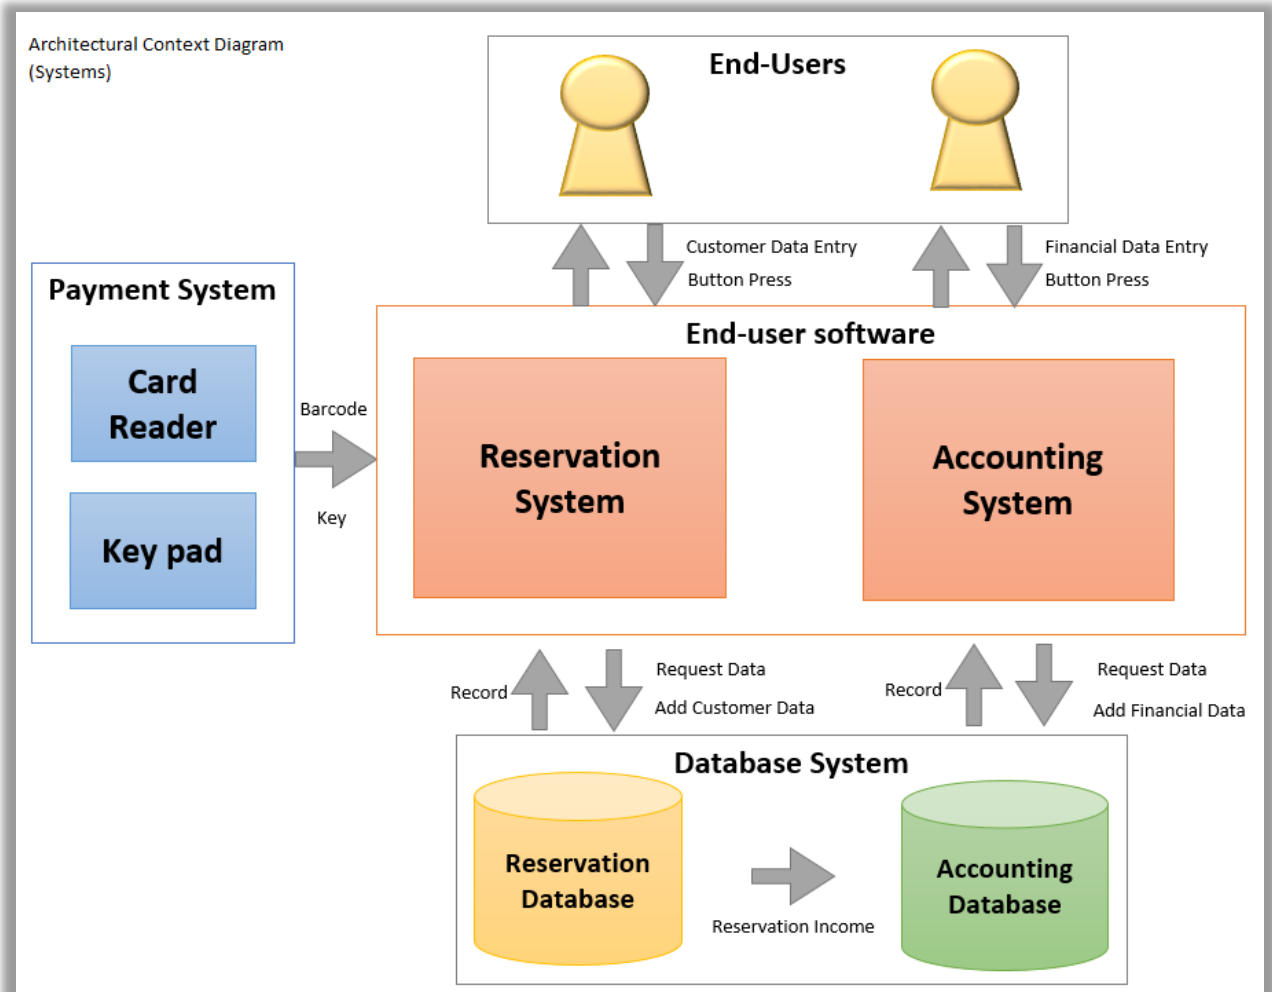 Architectural Context Diagram
(Systems)
End-Users
Customer Data Entry
Button Press
Financial Data Entry
Button Press
Payment System
Card
Reader
Key pad
Barcode
Key
End-user software
Reservation
System
Accounting
System
Record
Request Data
Add Customer Data
Record
Request Data
Add Financial Data
Database System
Reservation
Database
Reservation Income
Accounting
Database